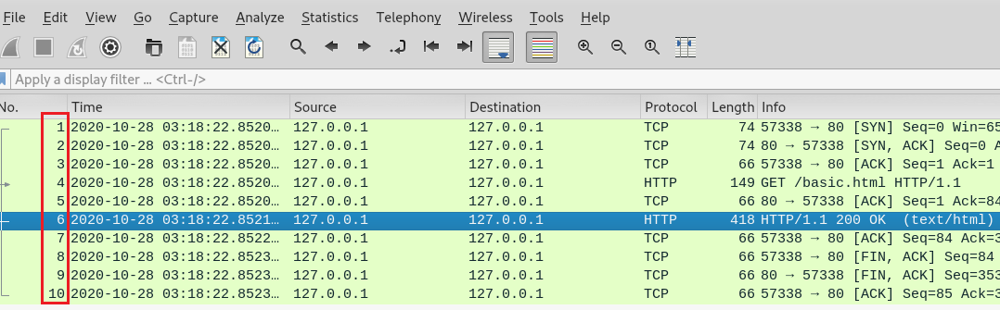 File Edit View Go Capture Analyze Statistics Telephony Wireless Tools Help
Apply a display filter ... <Ctrl-/>
No. Time Source Destination Protocol Length Info
1 2020-10-28 03:18:22.8520… 127.0.0.1 127.0.0.1 TCP 74 57338 → 80 [SYN] Seq=0 Win=65
2 2020-10-28 03:18:22.8520… 127.0.0.1 127.0.0.1 TCP 74 80 → 57338 [SYN, ACK] Seq=0 A
3 2020-10-28 03:18:22.8520… 127.0.0.1 127.0.0.1 TCP 66 57338 → 80 [ACK] Seq=1 Ack=1
4 2020-10-28 03:18:22.8520… 127.0.0.1 127.0.0.1 HTTP 149 GET /basic.html HTTP/1.1
5 2020-10-28 03:18:22.8520… 127.0.0.1 127.0.0.1 TCP 66 80 → 57338 [ACK] Seq=1 Ack=84
6 2020-10-28 03:18:22.8521… 127.0.0.1 127.0.0.1 HTTP 418 HTTP/1.1 200 OK (text/html)
7 2020-10-28 03:18:22.8522… 127.0.0.1 127.0.0.1 TCP 66 57338 → 80 [ACK] Seq=84 Ack=3
8 2020-10-28 03:18:22.8523… 127.0.0.1 127.0.0.1 TCP 66 57338 → 80 [FIN, ACK] Seq=84
9 2020-10-28 03:18:22.8523… 127.0.0.1 127.0.0.1 TCP 66 80 → 57338 [FIN, ACK] Seq=353
10 2020-10-28 03:18:22.8523… 127.0.0.1 127.0.0.1 TCP 66 57338 → 80 [ACK] Seq=85 Ack=3